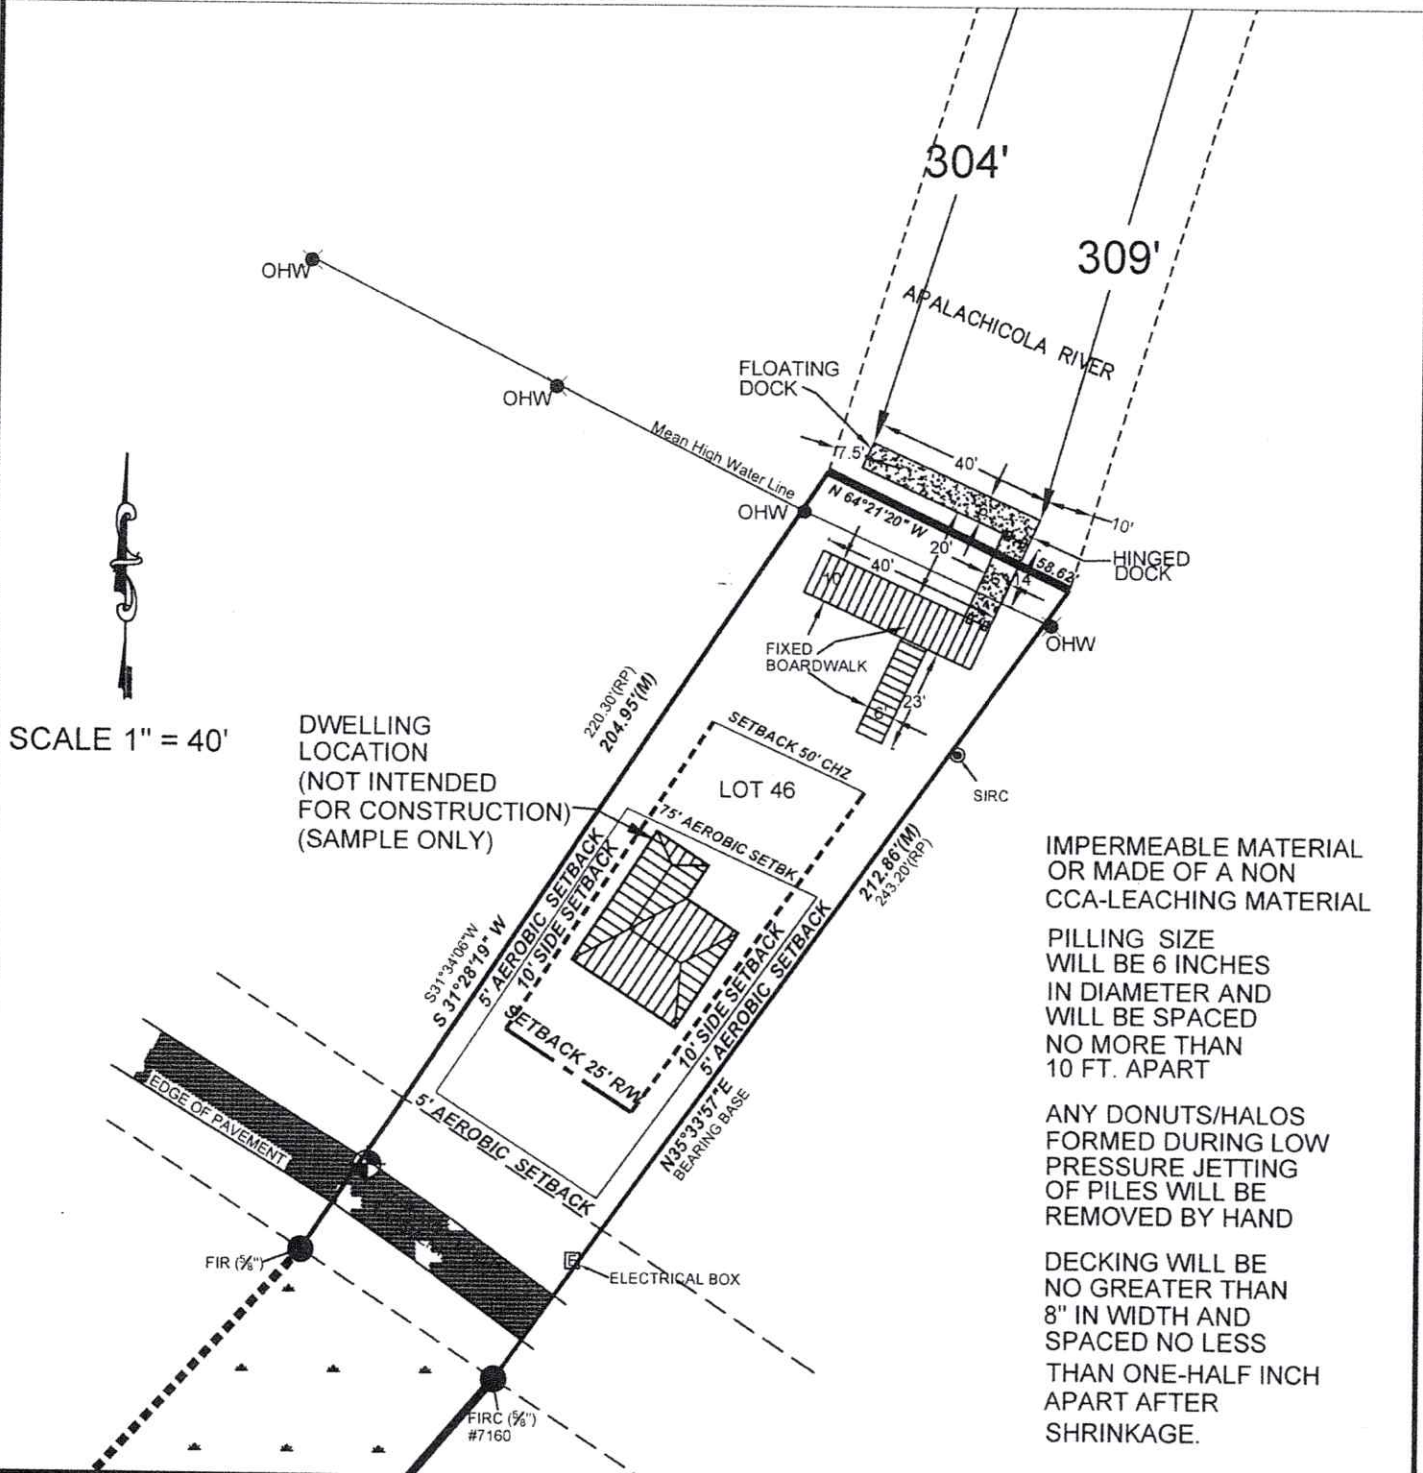 304'
309'
APALACHICOLA RIVER
OHW
OHW
FLOATING
DOCK
Mean High Water Line
7.5'
40'
10'
OHW
N 64°21'20" W
58.62'
HINGED
DOCK
20'
40'
10'
14'
OHW
FIXED
BOARDWALK
23'
6'
220.30'(RP)
204.95'(M)
SCALE 1" = 40'
DWELLING
LOCATION
(NOT INTENDED
FOR CONSTRUCTION)
(SAMPLE ONLY)
SETBACK 50' CHZ
LOT 46
SIRC
75' AEROBIC SETBK
212.86'(M)
243.20'(RP)
5' AEROBIC SETBACK
10' SIDE SETBACK
S31°34'06"W
S 31°28'19" W
10' SIDE SETBACK
5' AEROBIC SETBACK
SETBACK 25' R/W
5' AEROBIC SETBACK
N35°33'57"E
BEARING BASE
EDGE OF PAVEMENT
FIR (⅝")
E
ELECTRICAL BOX
FIRC (⅝")
#7160
IMPERMEABLE MATERIAL
OR MADE OF A NON
CCA-LEACHING MATERIAL
PILLING SIZE
WILL BE 6 INCHES
IN DIAMETER AND
WILL BE SPACED
NO MORE THAN
10 FT. APART
ANY DONUTS/HALOS
FORMED DURING LOW
PRESSURE JETTING
OF PILES WILL BE
REMOVED BY HAND
DECKING WILL BE
NO GREATER THAN
8" IN WIDTH AND
SPACED NO LESS
THAN ONE-HALF INCH
APART AFTER
SHRINKAGE.